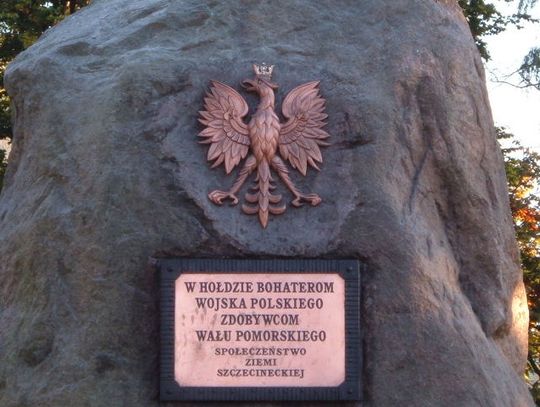 W HOŁDZIE BOHATEROM
WOJSKA POLSKIEGO
ZDOBYWCOM
WAŁU POMORSKIEGO
SPOŁECZEŃSTWO
ZIEMI
SZCZECINECKIEJ